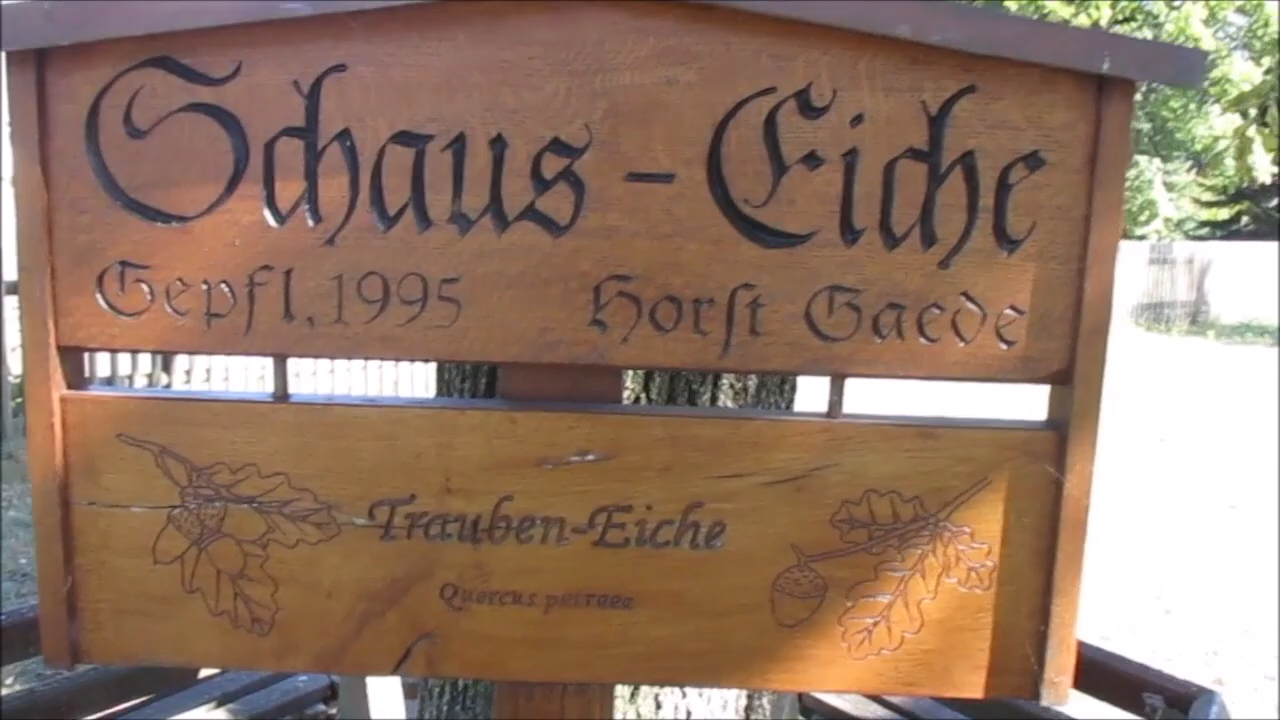 Schaus - Eiche
Gepfl. 1995 Horſt Gaede
Trauben-Eiche
Quercus petraea